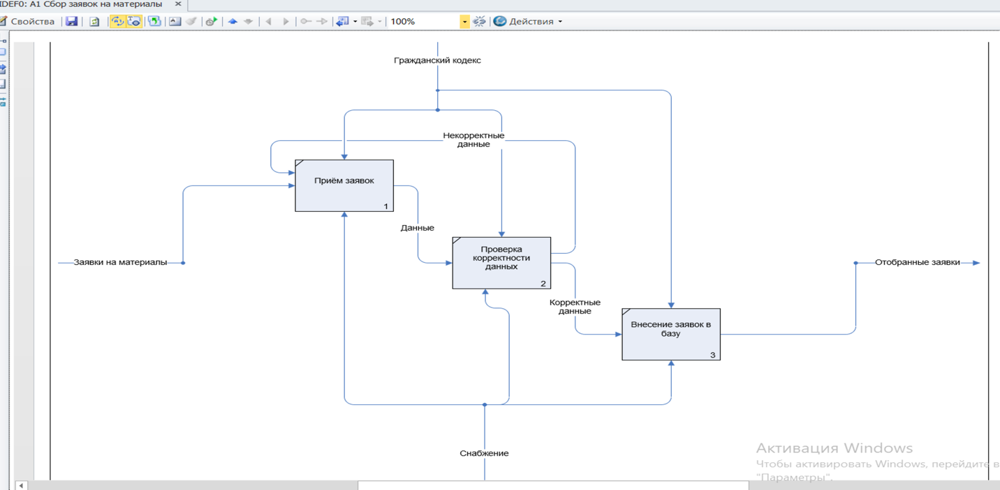 IDEF0: A1 Сбор заявок на материалы
Свойства
100%
Действия
Гражданский кодекс
Некорректные
данные
Приём заявок
1
Данные
Проверка
корректности
данных
2
Заявки на материалы
Отобранные заявки
Корректные
данные
Внесение заявок в
базу
3
Снабжение
Активация Windows
Чтобы активировать Windows, перейдите в
"Параметры".